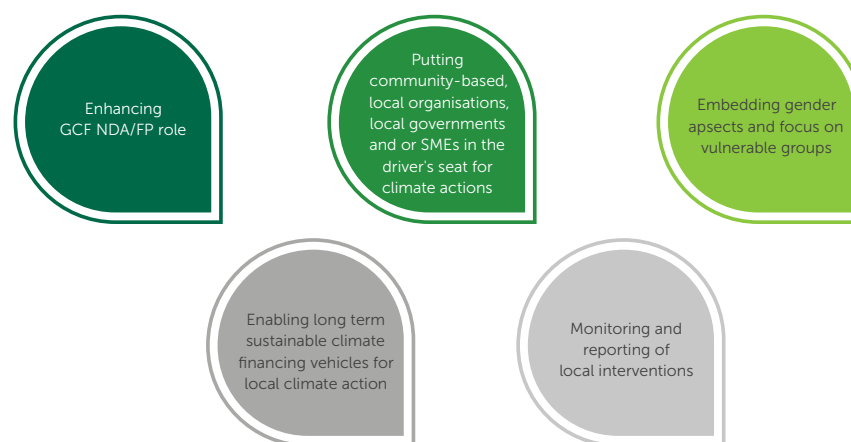 Enhancing
GCF NDA/FP role
Putting
community-based,
local organisations,
local governments
and or SMEs in the
driver's seat for
climate actions
Embedding gender
apsects and focus on
vulnerable groups
Enabling long term
sustainable climate
financing vehicles for
local climate action
Monitoring and
reporting of
local interventions